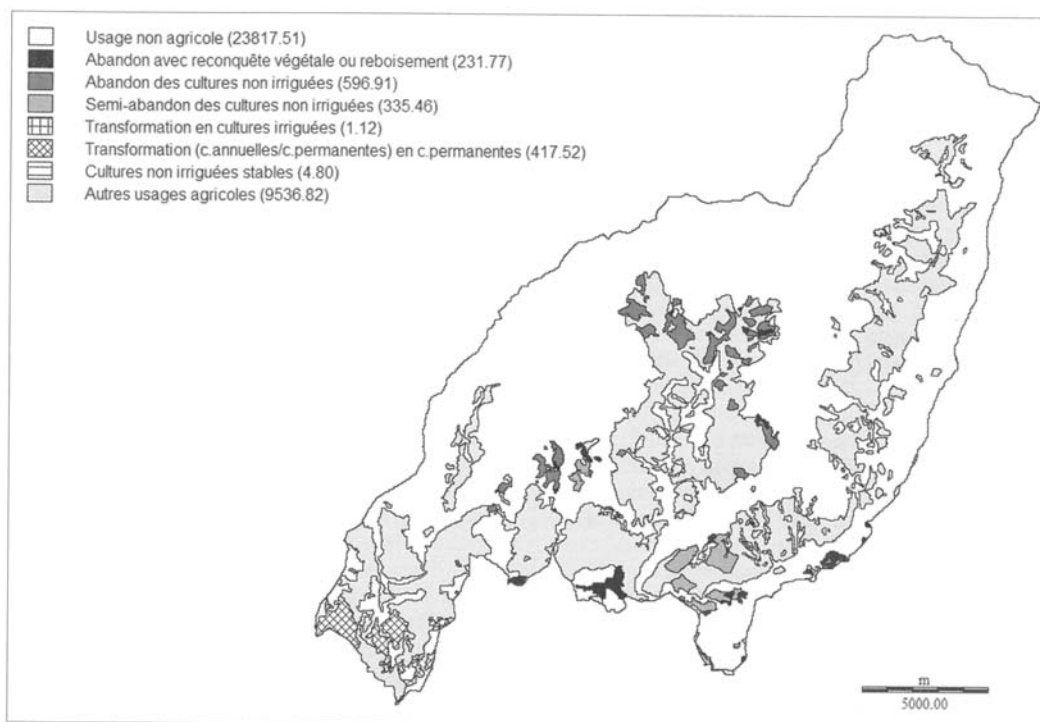 Usage non agricole (23817.51)
Abandon avec reconquête végétale ou reboisement (231.77)
Abandon des cultures non irriguées (596.91)
Semi-abandon des cultures non irriguées (335.46)
Transformation en cultures irriguées (1.12)
Transformation (c.annuelles/c.permanentes) en c.permanentes (417.52)
Cultures non irriguées stables (4.80)
Autres usages agricoles (9536.82)
m
5000.00